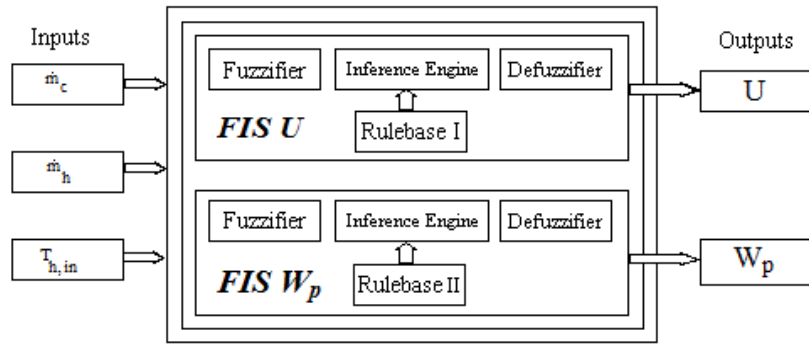 Inputs
Outputs
ṁc
ṁh
Th, in
Fuzzifier
Inference Engine
Defuzzifier
FIS U
Rulebase I
Fuzzifier
Inference Engine
Defuzzifier
FIS Wp
Rulebase II
U
Wp